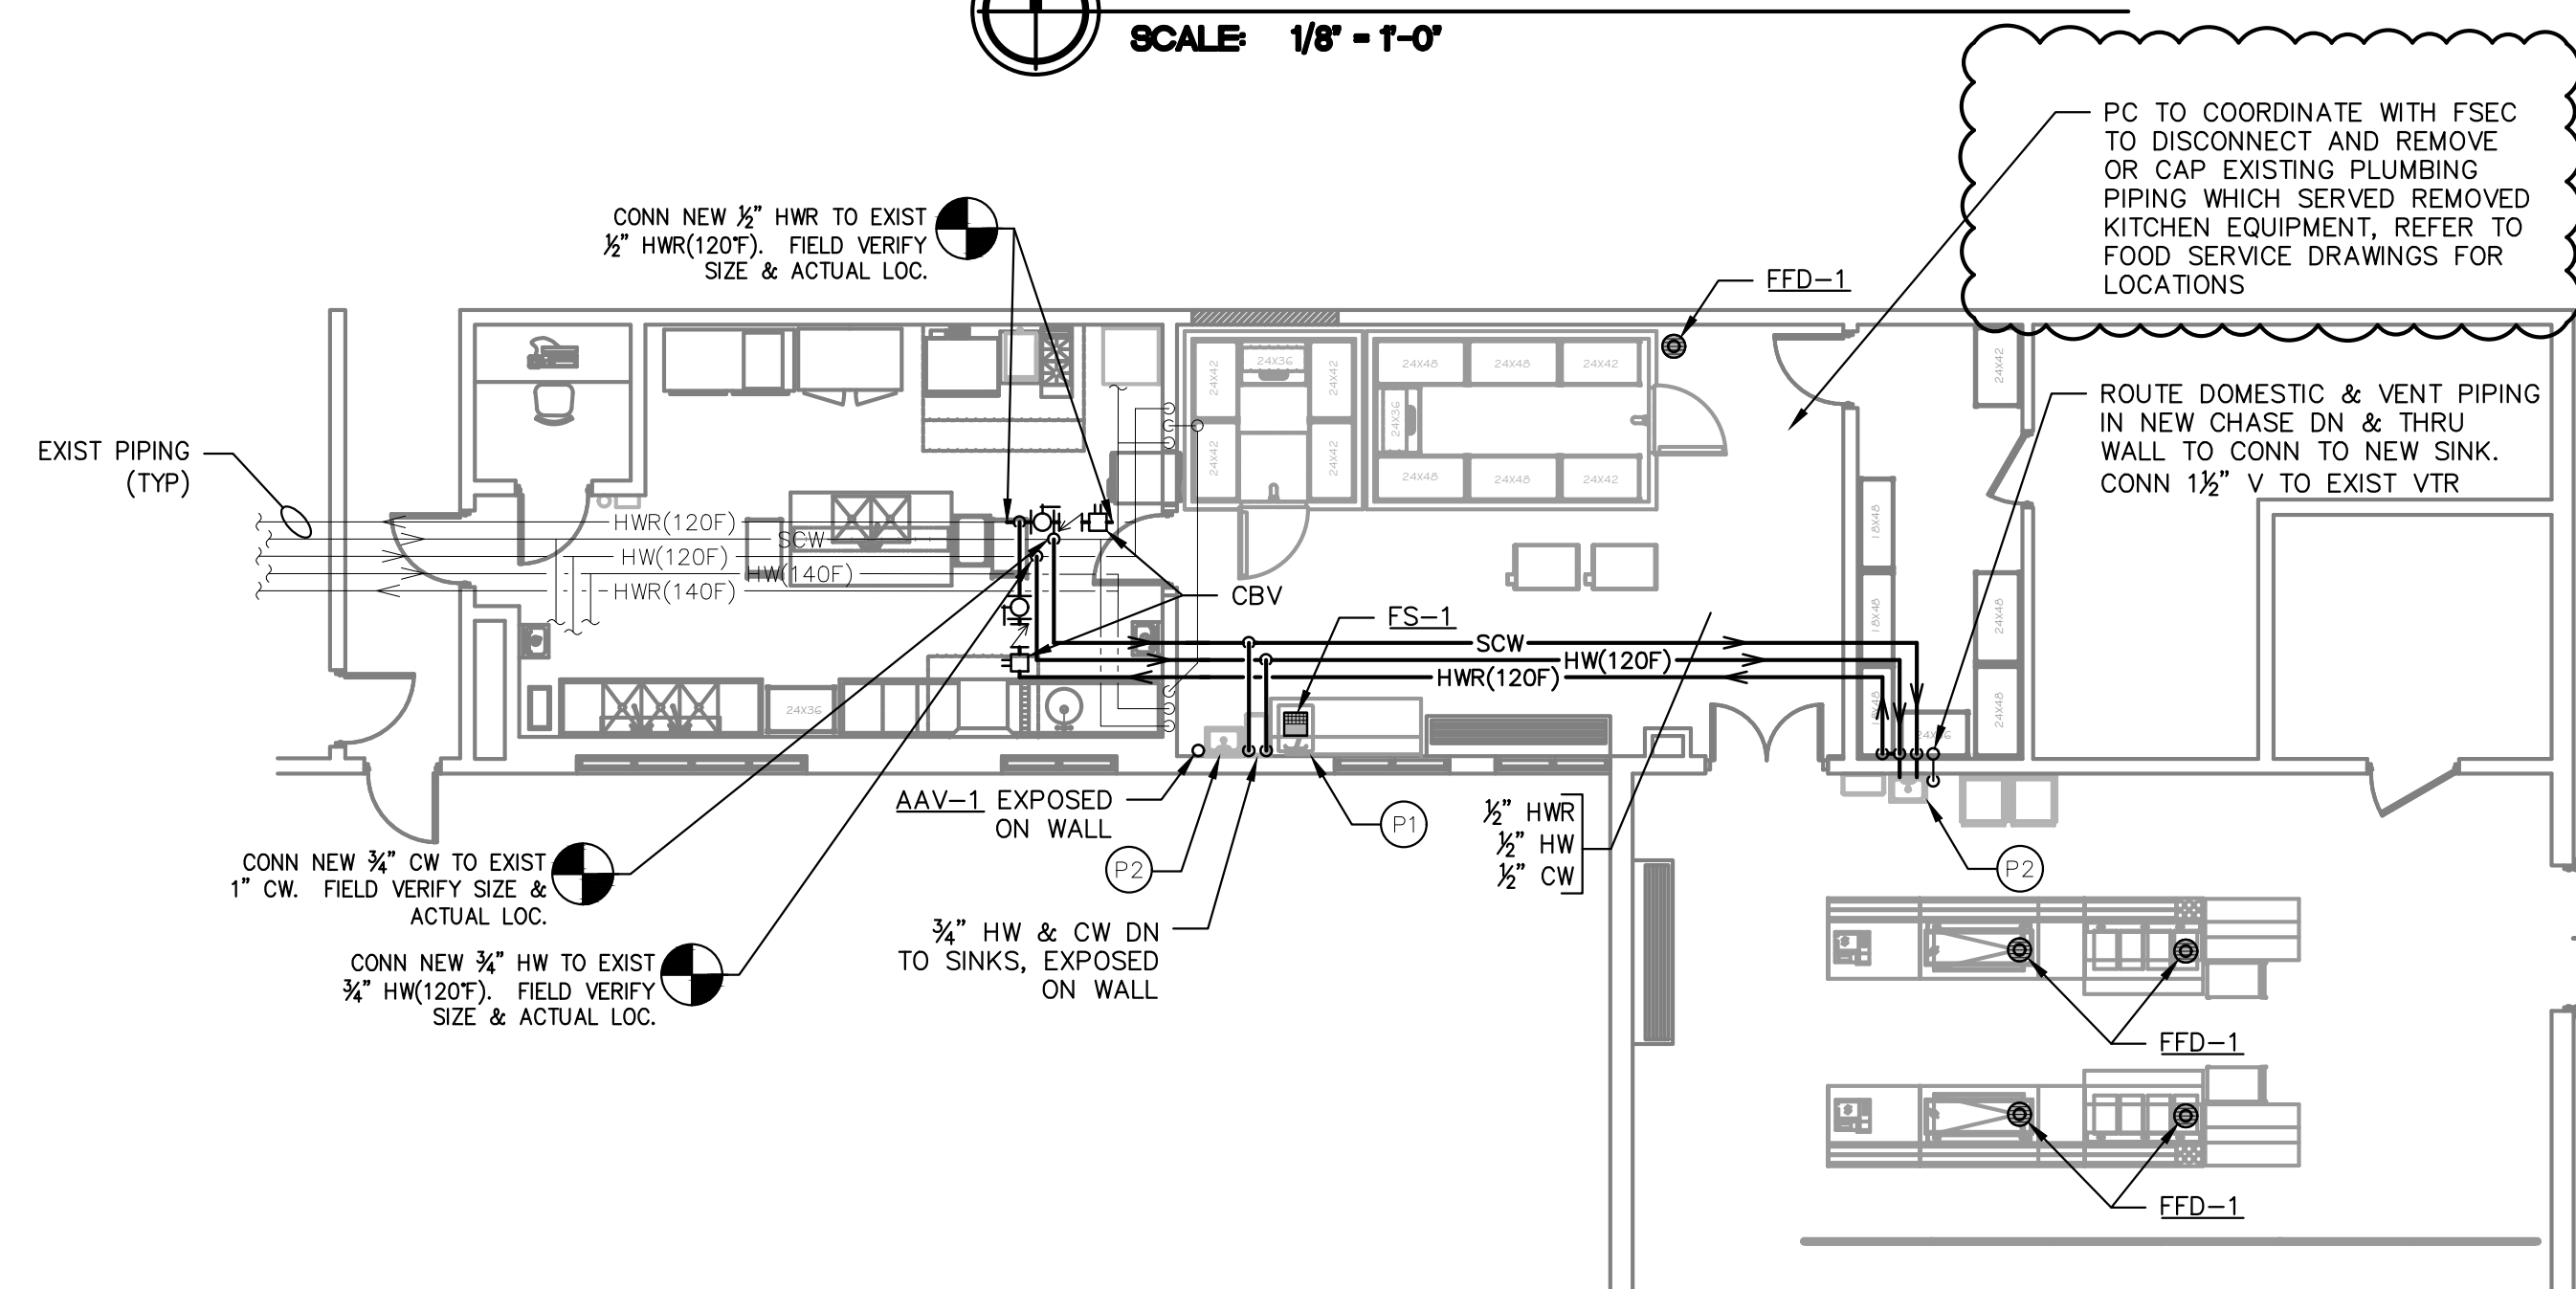 SCALE: 1/8" = 1'-0"
PC TO COORDINATE WITH FSEC
TO DISCONNECT AND REMOVE
OR CAP EXISTING PLUMBING
PIPING WHICH SERVED REMOVED
KITCHEN EQUIPMENT, REFER TO
FOOD SERVICE DRAWINGS FOR
LOCATIONS
CONN NEW ½" HWR TO EXIST
½" HWR(120°F). FIELD VERIFY
SIZE & ACTUAL LOC.
FFD-1
ROUTE DOMESTIC & VENT PIPING
IN NEW CHASE DN & THRU
WALL TO CONN TO NEW SINK.
CONN 1½" V TO EXIST VTR
EXIST PIPING
(TYP)
24X42
24X36
24X42
24X42
24X42
24X48
24X48
24X42
24X36
24X48
24X48
24X42
24X42
18X48
18X48
18X48
24X48
24X48
24X36
24X36
HWR(120F)
SCW
HW(120F)
HW(140F)
HWR(140F)
CBV
FS-1
SCW
HW(120F)
HWR(120F)
AAV-1 EXPOSED
ON WALL
P2
P1
½" HWR
½" HW
½" CW
P2
CONN NEW ¾" CW TO EXIST
1" CW. FIELD VERIFY SIZE &
ACTUAL LOC.
¾" HW & CW DN
TO SINKS, EXPOSED
ON WALL
CONN NEW ¾" HW TO EXIST
¾" HW(120°F). FIELD VERIFY
SIZE & ACTUAL LOC.
FFD-1
FFD-1